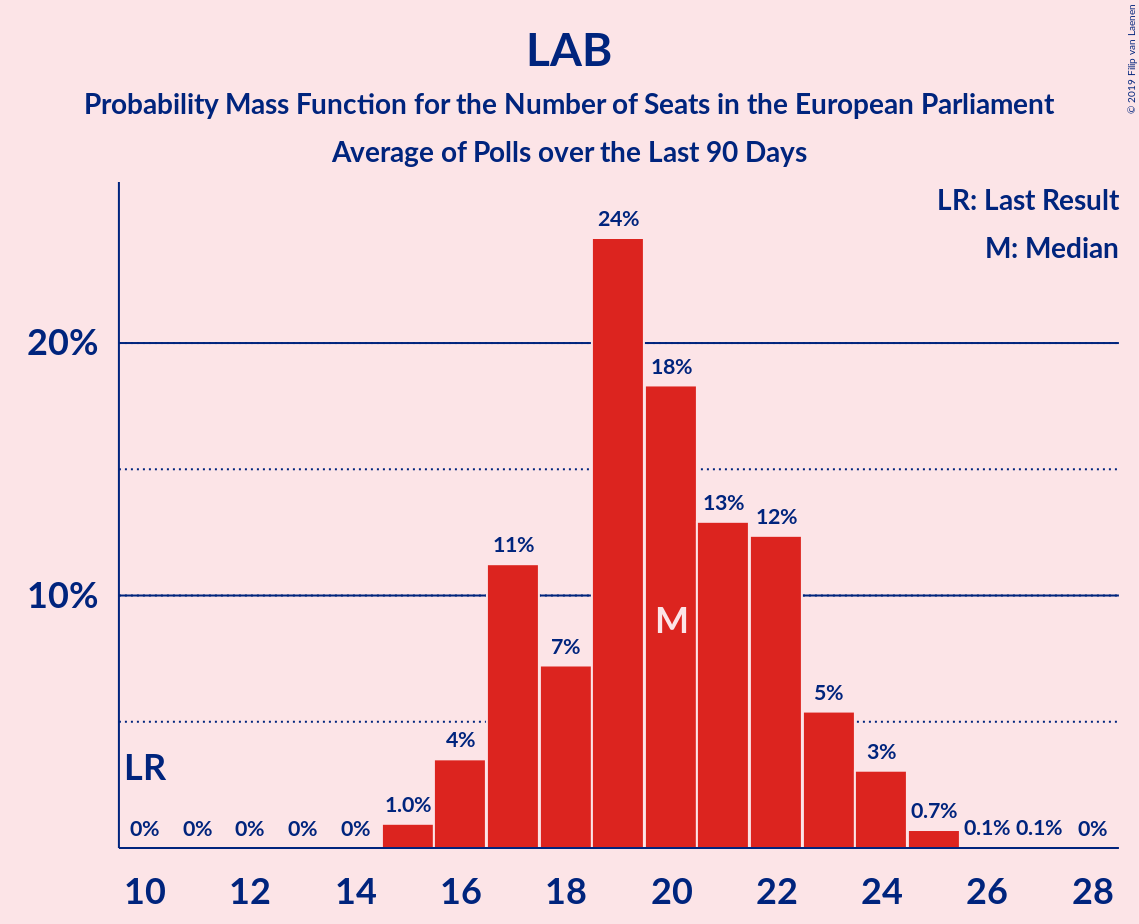 LAB
Probability Mass Function for the Number of Seats in the European Parliament
Average of Polls over the Last 90 Days
© 2019 Filip van Laenen
LR: Last Result
M: Median
24%
20%
18%
13%
12%
11%
10%
M
7%
5%
4%
3%
LR
1.0%
0.7%
0% 0% 0% 0% 0% 0.1% 0.1% 0%
10 12 14 16 18 20 22 24 26 28